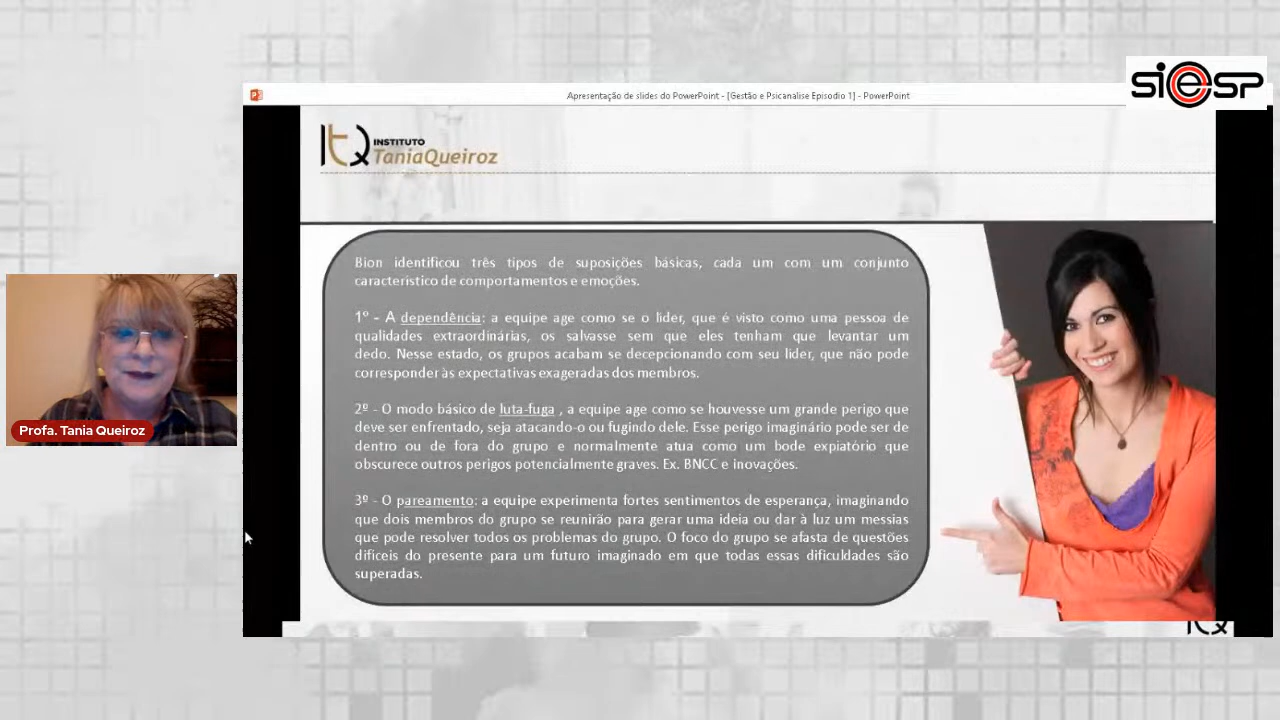 sıesp
Apresentação de slides do PowerPoint - [Gestão e Psicanalise Episodio 1] - PowerPoint
INSTITUTO
TaniaQueiroz
Bion identificou três tipos de suposições básicas, cada um com um conjunto
característico de comportamentos e emoções.
1º - A dependência: a equipe age como se o líder, que é visto como uma pessoa de
qualidades extraordinárias, os salvasse sem que eles tenham que levantar um
dedo. Nesse estado, os grupos acabam se decepcionando com seu líder, que não pode
corresponder às expectativas exageradas dos membros.
2º - O modo básico de luta-fuga , a equipe age como se houvesse um grande perigo que
deve ser enfrentado, seja atacando-o ou fugindo dele. Esse perigo imaginário pode ser de
dentro ou de fora do grupo e normalmente atua como um bode expiatório que
obscurece outros perigos potencialmente graves. Ex. BNCC e inovações.
3º - O pareamento: a equipe experimenta fortes sentimentos de esperança, imaginando
que dois membros do grupo se reunirão para gerar uma ideia ou dar à luz um messias
que pode resolver todos os problemas do grupo. O foco do grupo se afasta de questões
difíceis do presente para um futuro imaginado em que todas essas dificuldades são
superadas.
Profa. Tania Queiroz